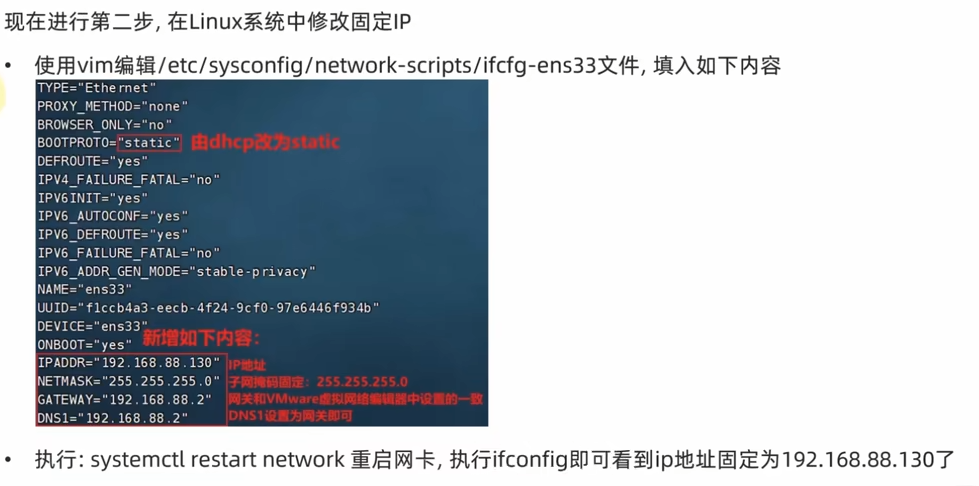 现在进行第二步, 在Linux系统中修改固定IP
• 使用vim编辑/etc/sysconfig/network-scripts/ifcfg-ens33文件, 填入如下内容
TYPE="Ethernet"
PROXY_METHOD="none"
BROWSER_ONLY="no"
BOOTPROTO="static" 由dhcp改为static
DEFROUTE="yes"
IPV4_FAILURE_FATAL="no"
IPV6INIT="yes"
IPV6_AUTOCONF="yes"
IPV6_DEFROUTE="yes"
IPV6_FAILURE_FATAL="no"
IPV6_ADDR_GEN_MODE="stable-privacy"
NAME="ens33"
UUID="f1ccb4a3-eecb-4f24-9cf0-97e6446f934b"
DEVICE="ens33"
新增如下内容：
ONBOOT="yes"
IPADDR="192.168.88.130" IP地址
NETMASK="255.255.255.0" 子网掩码固定：255.255.255.0
GATEWAY="192.168.88.2" 网关和VMware虚拟网络编辑器中设置的一致
DNS1="192.168.88.2" DNS1设置为网关即可
• 执行: systemctl restart network 重启网卡, 执行ifconfig即可看到ip地址固定为192.168.88.130了